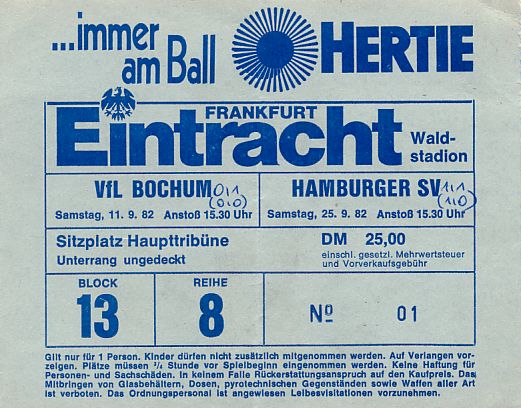 ...immer
am Ball
HERTIE
FRANKFURT
Eintracht
Wald-
stadion
VfL BOCHUM 0:1
(0:0)
HAMBURGER SV 1:1
(1:0)
Samstag, 11. 9. 82 Anstoß 15.30 Uhr
Samstag, 25. 9. 82 Anstoß 15.30 Uhr
Sitzplatz Haupttribüne
Unterrang ungedeckt
DM 25,00
einschl. gesetzl. Mehrwertsteuer
und Vorverkaufsgebühr
BLOCK
13
REIHE
8
Nº 01
Gilt nur für 1 Person. Kinder dürfen nicht zusätzlich mitgenommen werden. Auf Verlangen vor-
zeigen. Plätze müssen ¾ Stunde vor Spielbeginn eingenommen werden. Keine Haftung für
Personen- und Sachschäden. In keinem Falle Rückerstattungsanspruch auf den Kaufpreis. Das
Mitbringen von Glasbehältern, Dosen, pyrotechnischen Gegenständen sowie Waffen aller Art
ist verboten. Das Ordnungspersonal ist angewiesen Leibesvisitationen vorzunehmen.